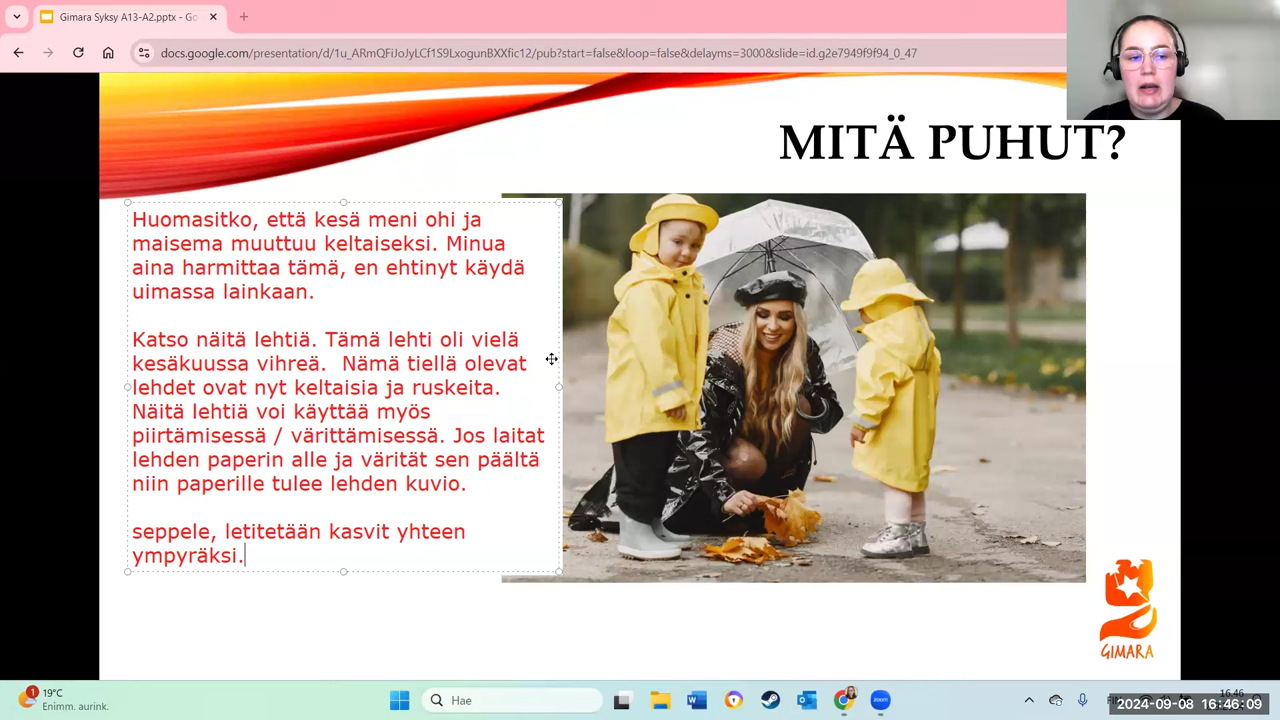 Gimara Syksy A13-A2.pptx - Go
docs.google.com/presentation/d/1u_ARmQFiJoJyLCf1S9LxoqunBXXfic12/pub?start=false&loop=false&delayms=3000&slide=id.g2e7949f9f94_0_47
MITÄ PUHUT?
Huomasitko, että kesä meni ohi ja
maisema muuttuu keltaiseksi. Minua
aina harmittaa tämä, en ehtinyt käydä
uimassa lainkaan.
Katso näitä lehtiä. Tämä lehti oli vielä
kesäkuussa vihreä.  Nämä tiellä olevat
lehdet ovat nyt keltaisia ja ruskeita.
Näitä lehtiä voi käyttää myös
piirtämisessä / värittämisessä. Jos laitat
lehden paperin alle ja värität sen päältä
niin paperille tulee lehden kuvio.
seppele, letitetään kasvit yhteen
ympyräksi.
GIMARA
1
19°C
Enimm. aurink.
Hae
16.46
2024-09-08 16:46:09